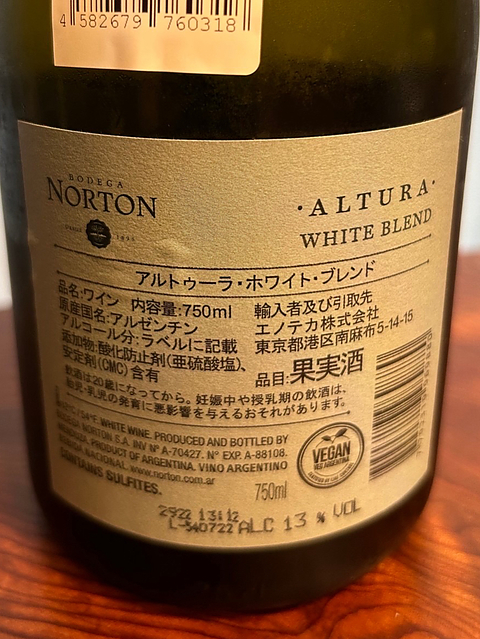 4 582679 760318
BODEGA
NORTON
1895
·ALTURA·
WHITE BLEND
アルトゥーラ・ホワイト・ブレンド
品名:ワイン 内容量:750ml
原産国名:アルゼンチン
アルコール分:ラベルに記載
添加物:酸化防止剤(亜硫酸塩)、
安定剤(CMC)含有
輸入者及び引取先
エノテカ株式会社
東京都港区南麻布5-14-15
品目:果実酒
飲酒は20歳になってから。妊娠中や授乳期の飲酒は、
胎児・乳児の発育に悪影響を与えるおそれがあります。
54°F. WHITE WINE. PRODUCED AND BOTTLED BY
BODEGA NORTON S.A. INV Nº A-70427. Nº EXP. A-88108.
MENDOZA, PRODUCT OF ARGENTINA. VINO ARGENTINO
BEBIDA NACIONAL. www.norton.com.ar
CONTAINS SULFITES.
750ml
VEGAN
VEG ARGENTINA
2922 13:12
L-540722 ALC 13 % VOL